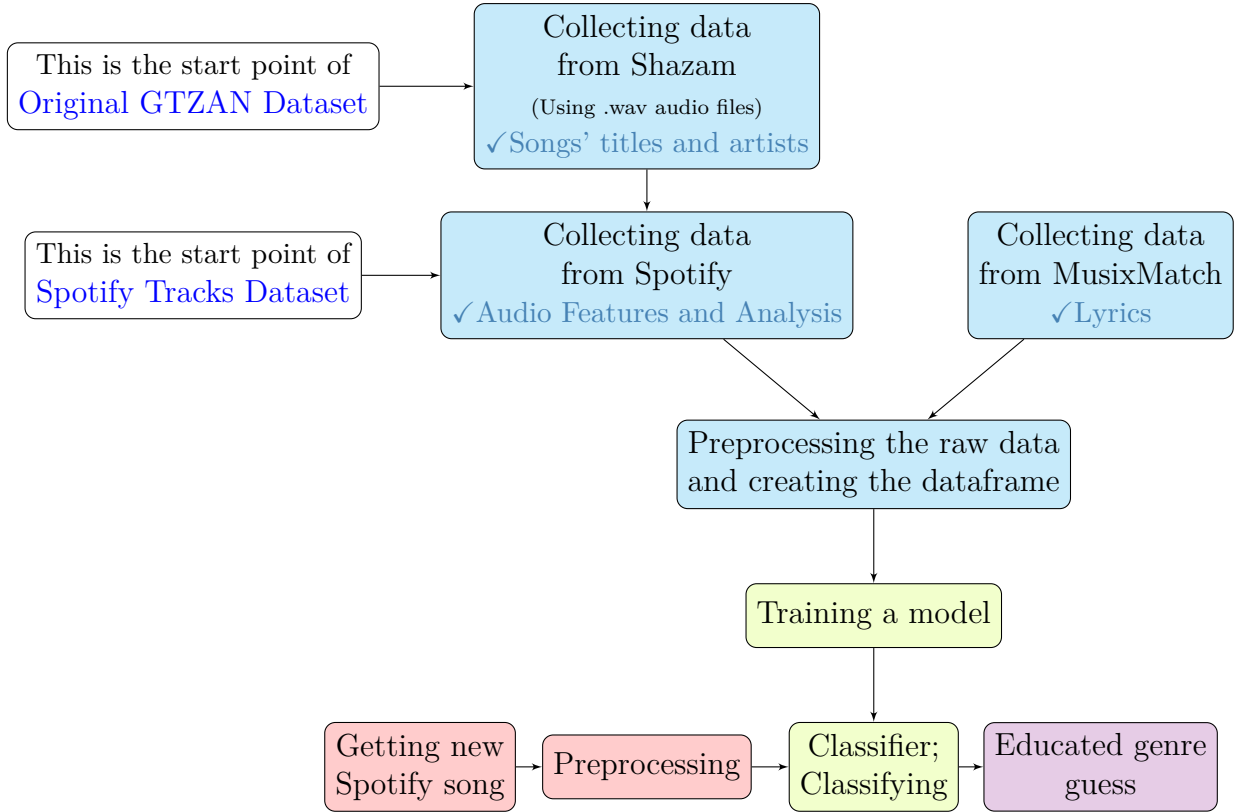 This is the start point of
Original GTZAN Dataset
Collecting data
from Shazam
(Using .wav audio files)
✓Songs’ titles and artists
This is the start point of
Spotify Tracks Dataset
Collecting data
from Spotify
✓Audio Features and Analysis
Collecting data
from MusixMatch
✓Lyrics
Preprocessing the raw data
and creating the dataframe
Training a model
Getting new
Spotify song
Preprocessing
Classifier;
Classifying
Educated genre
guess